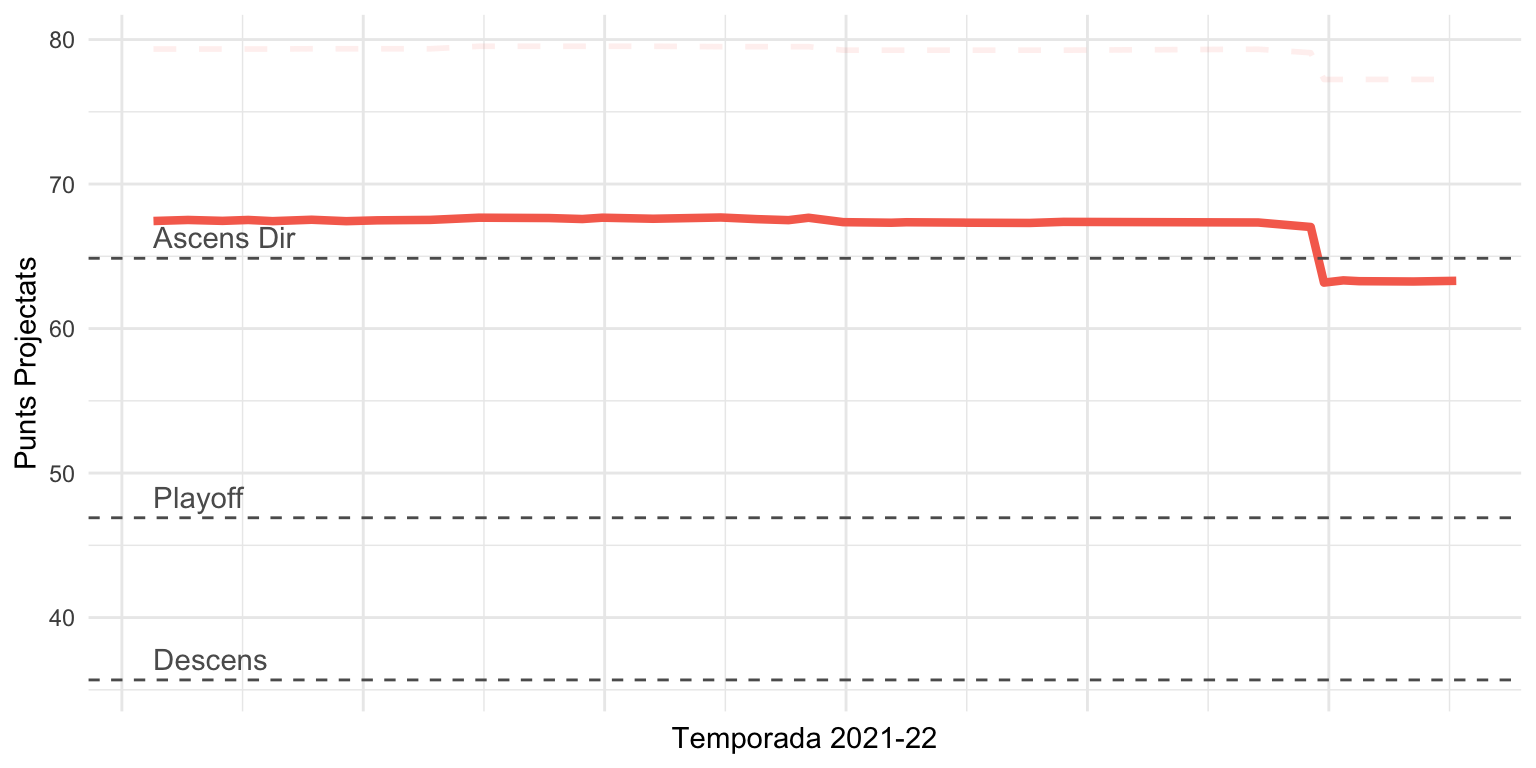 80
70
60
50
40
Punts Projectats
Ascens Dir
Playoff
Descens
Temporada 2021-22